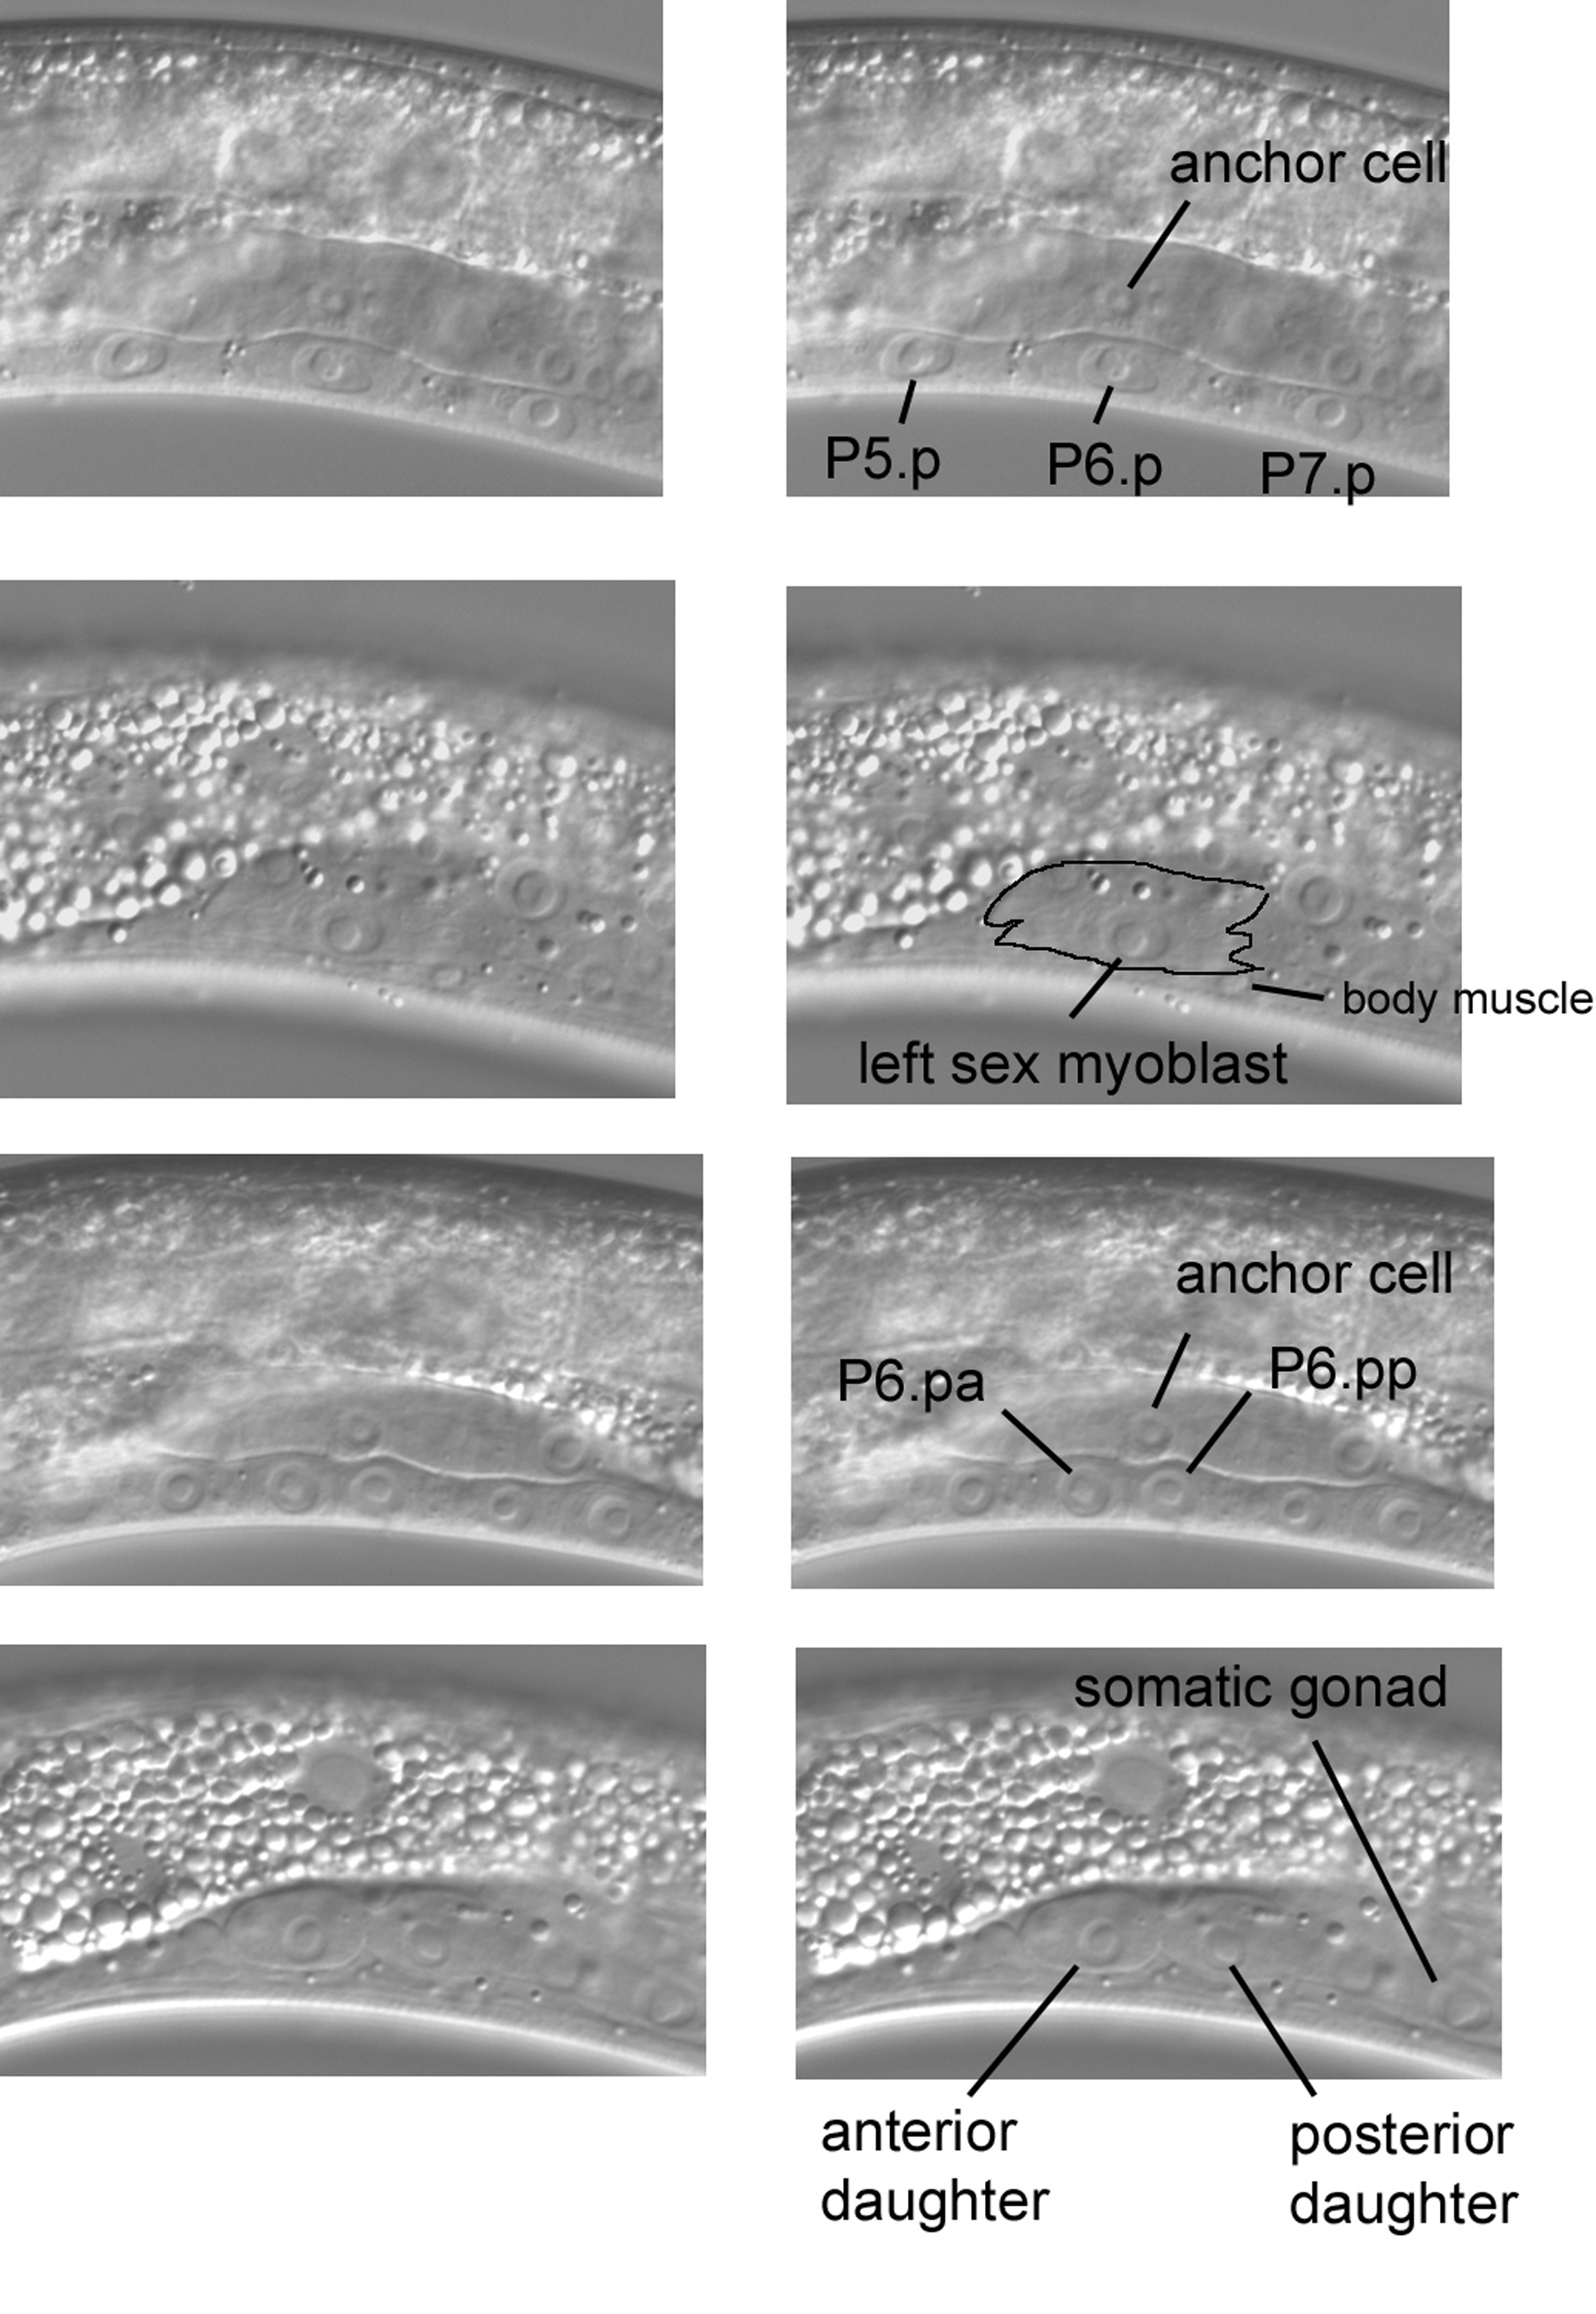 anchor cell
P5.p
P6.p
P7.p
body muscle
left sex myoblast
anchor cell
P6.pa
P6.pp
somatic gonad
anterior
daughter
posterior
daughter